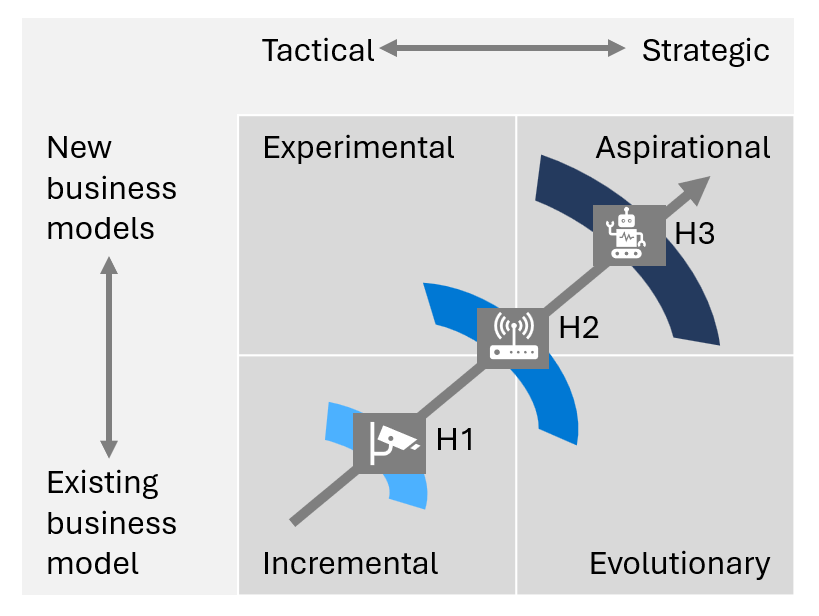 Tactical
Strategic
New
business
models
Experimental
Aspirational
H3
H2
H1
Existing
business
model
Incremental
Evolutionary